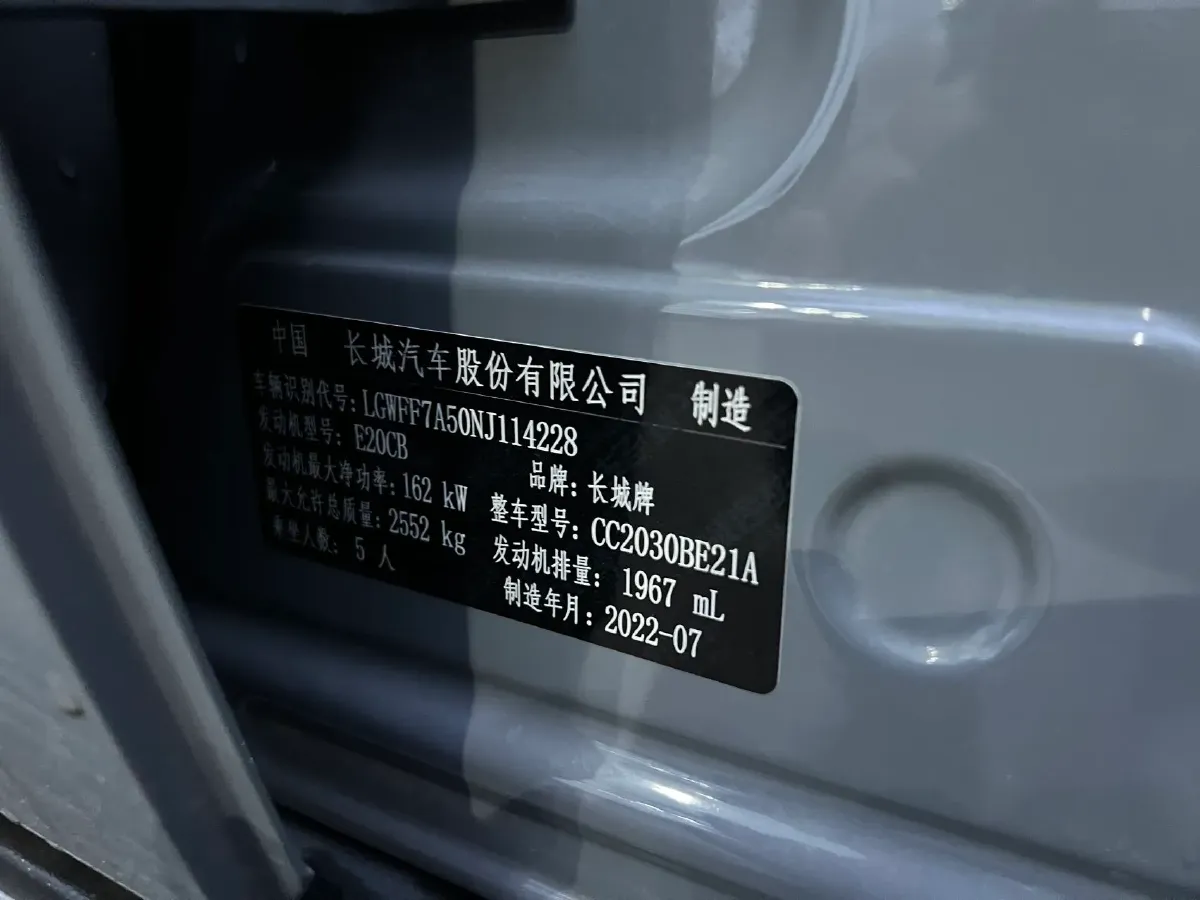 中国 长城汽车股份有限公司 制造
车辆识别代号: LGWFF7A50NJ114228
发动机型号: E20CB 品牌: 长城牌
发动机最大净功率: 162 kW 整车型号: CC2030BE21A
最大允许总质量: 2552 kg 发动机排量: 1967 mL
乘坐人数: 5 人 制造年月: 2022-07